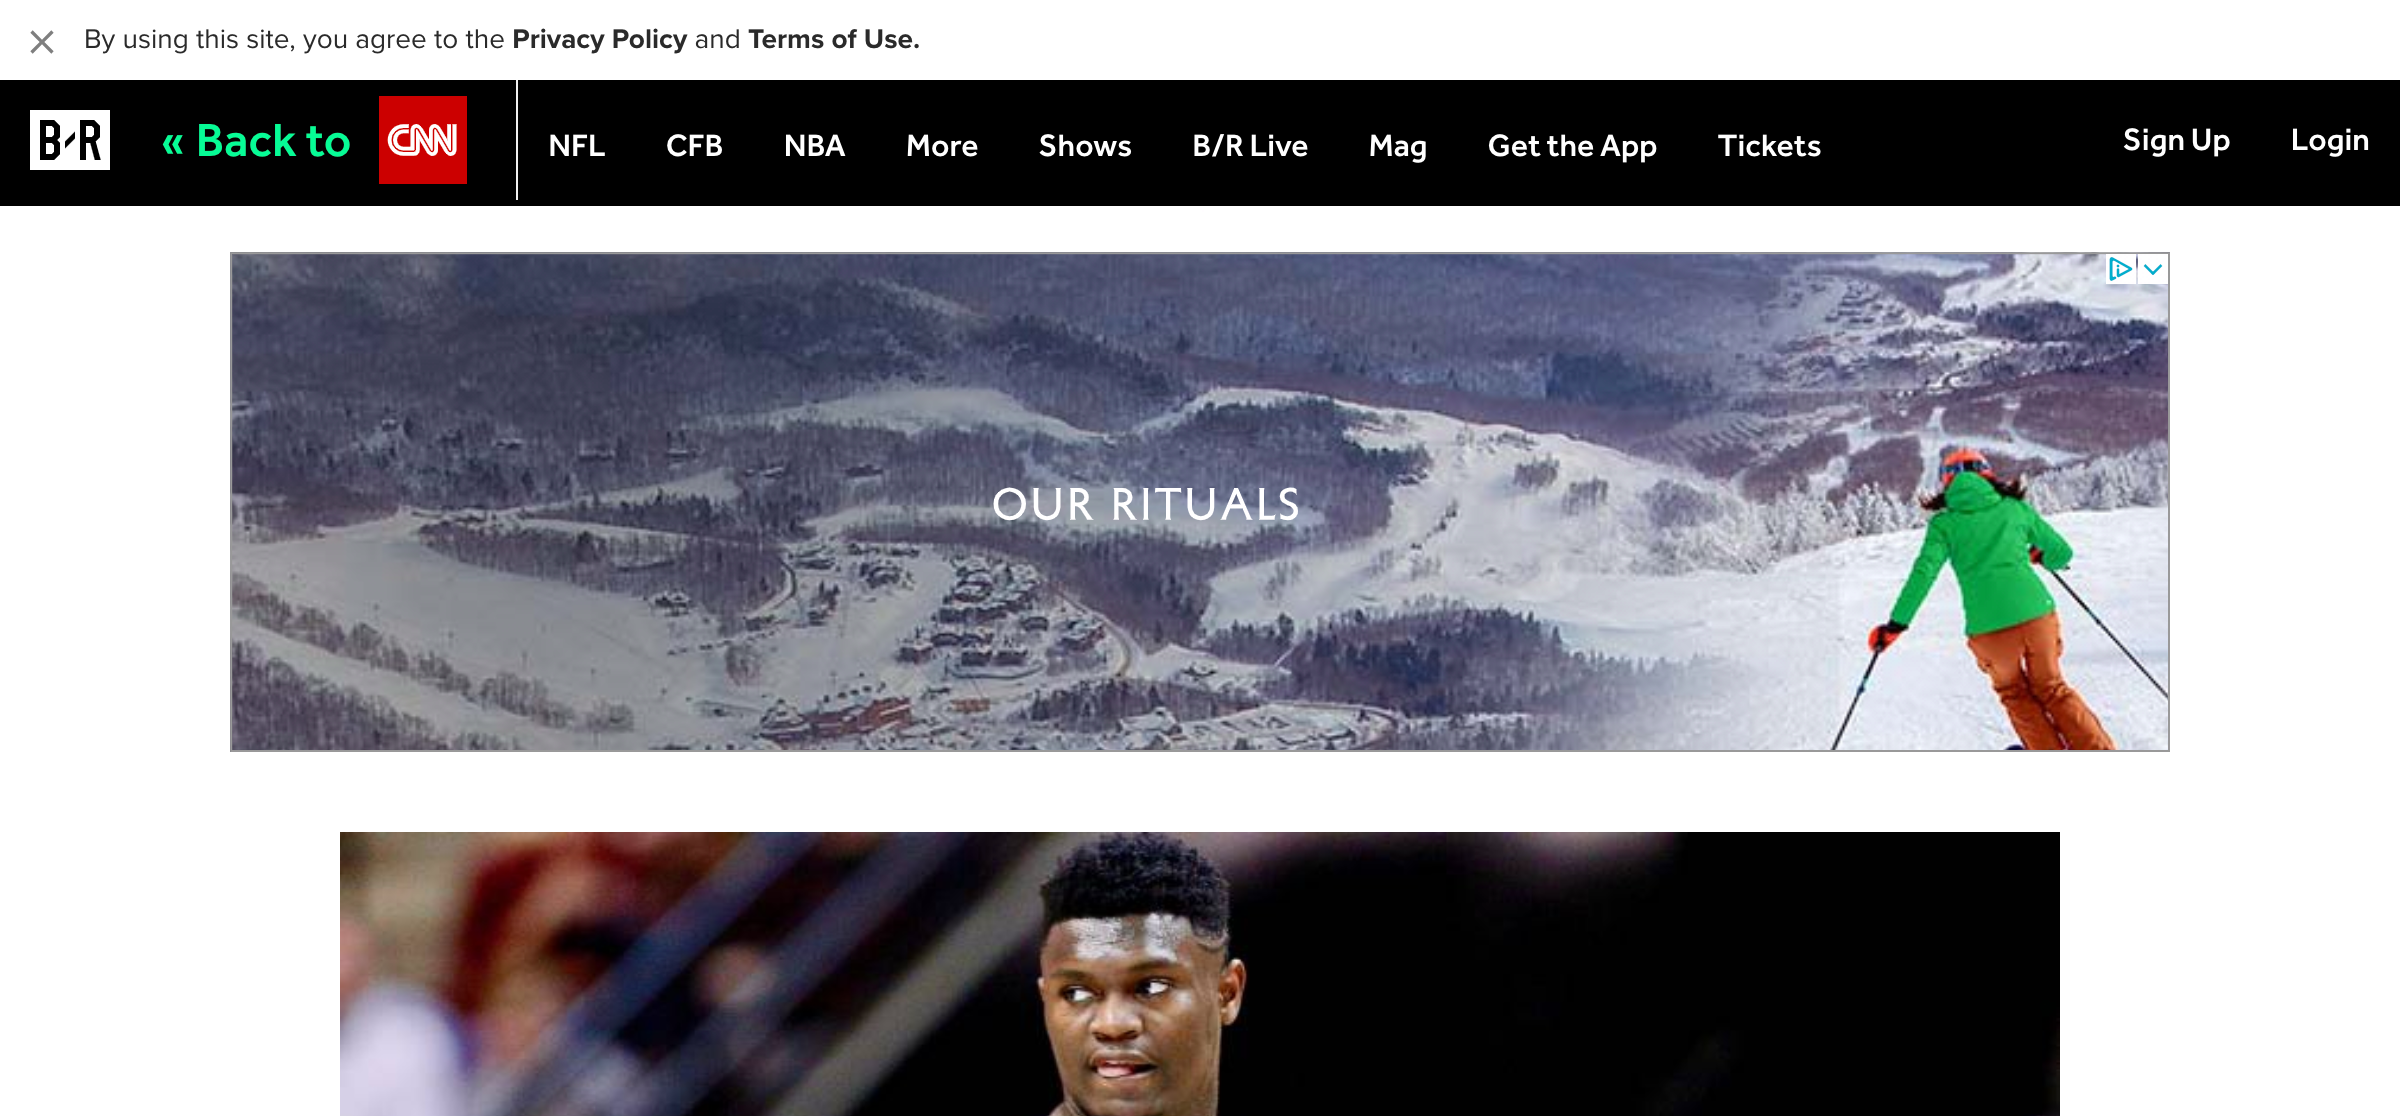 By using this site, you agree to the Privacy Policy and Terms of Use.
B/R
« Back to CNN
NFL CFB NBA More Shows B/R Live Mag Get the App Tickets Sign Up Login
OUR RITUALS